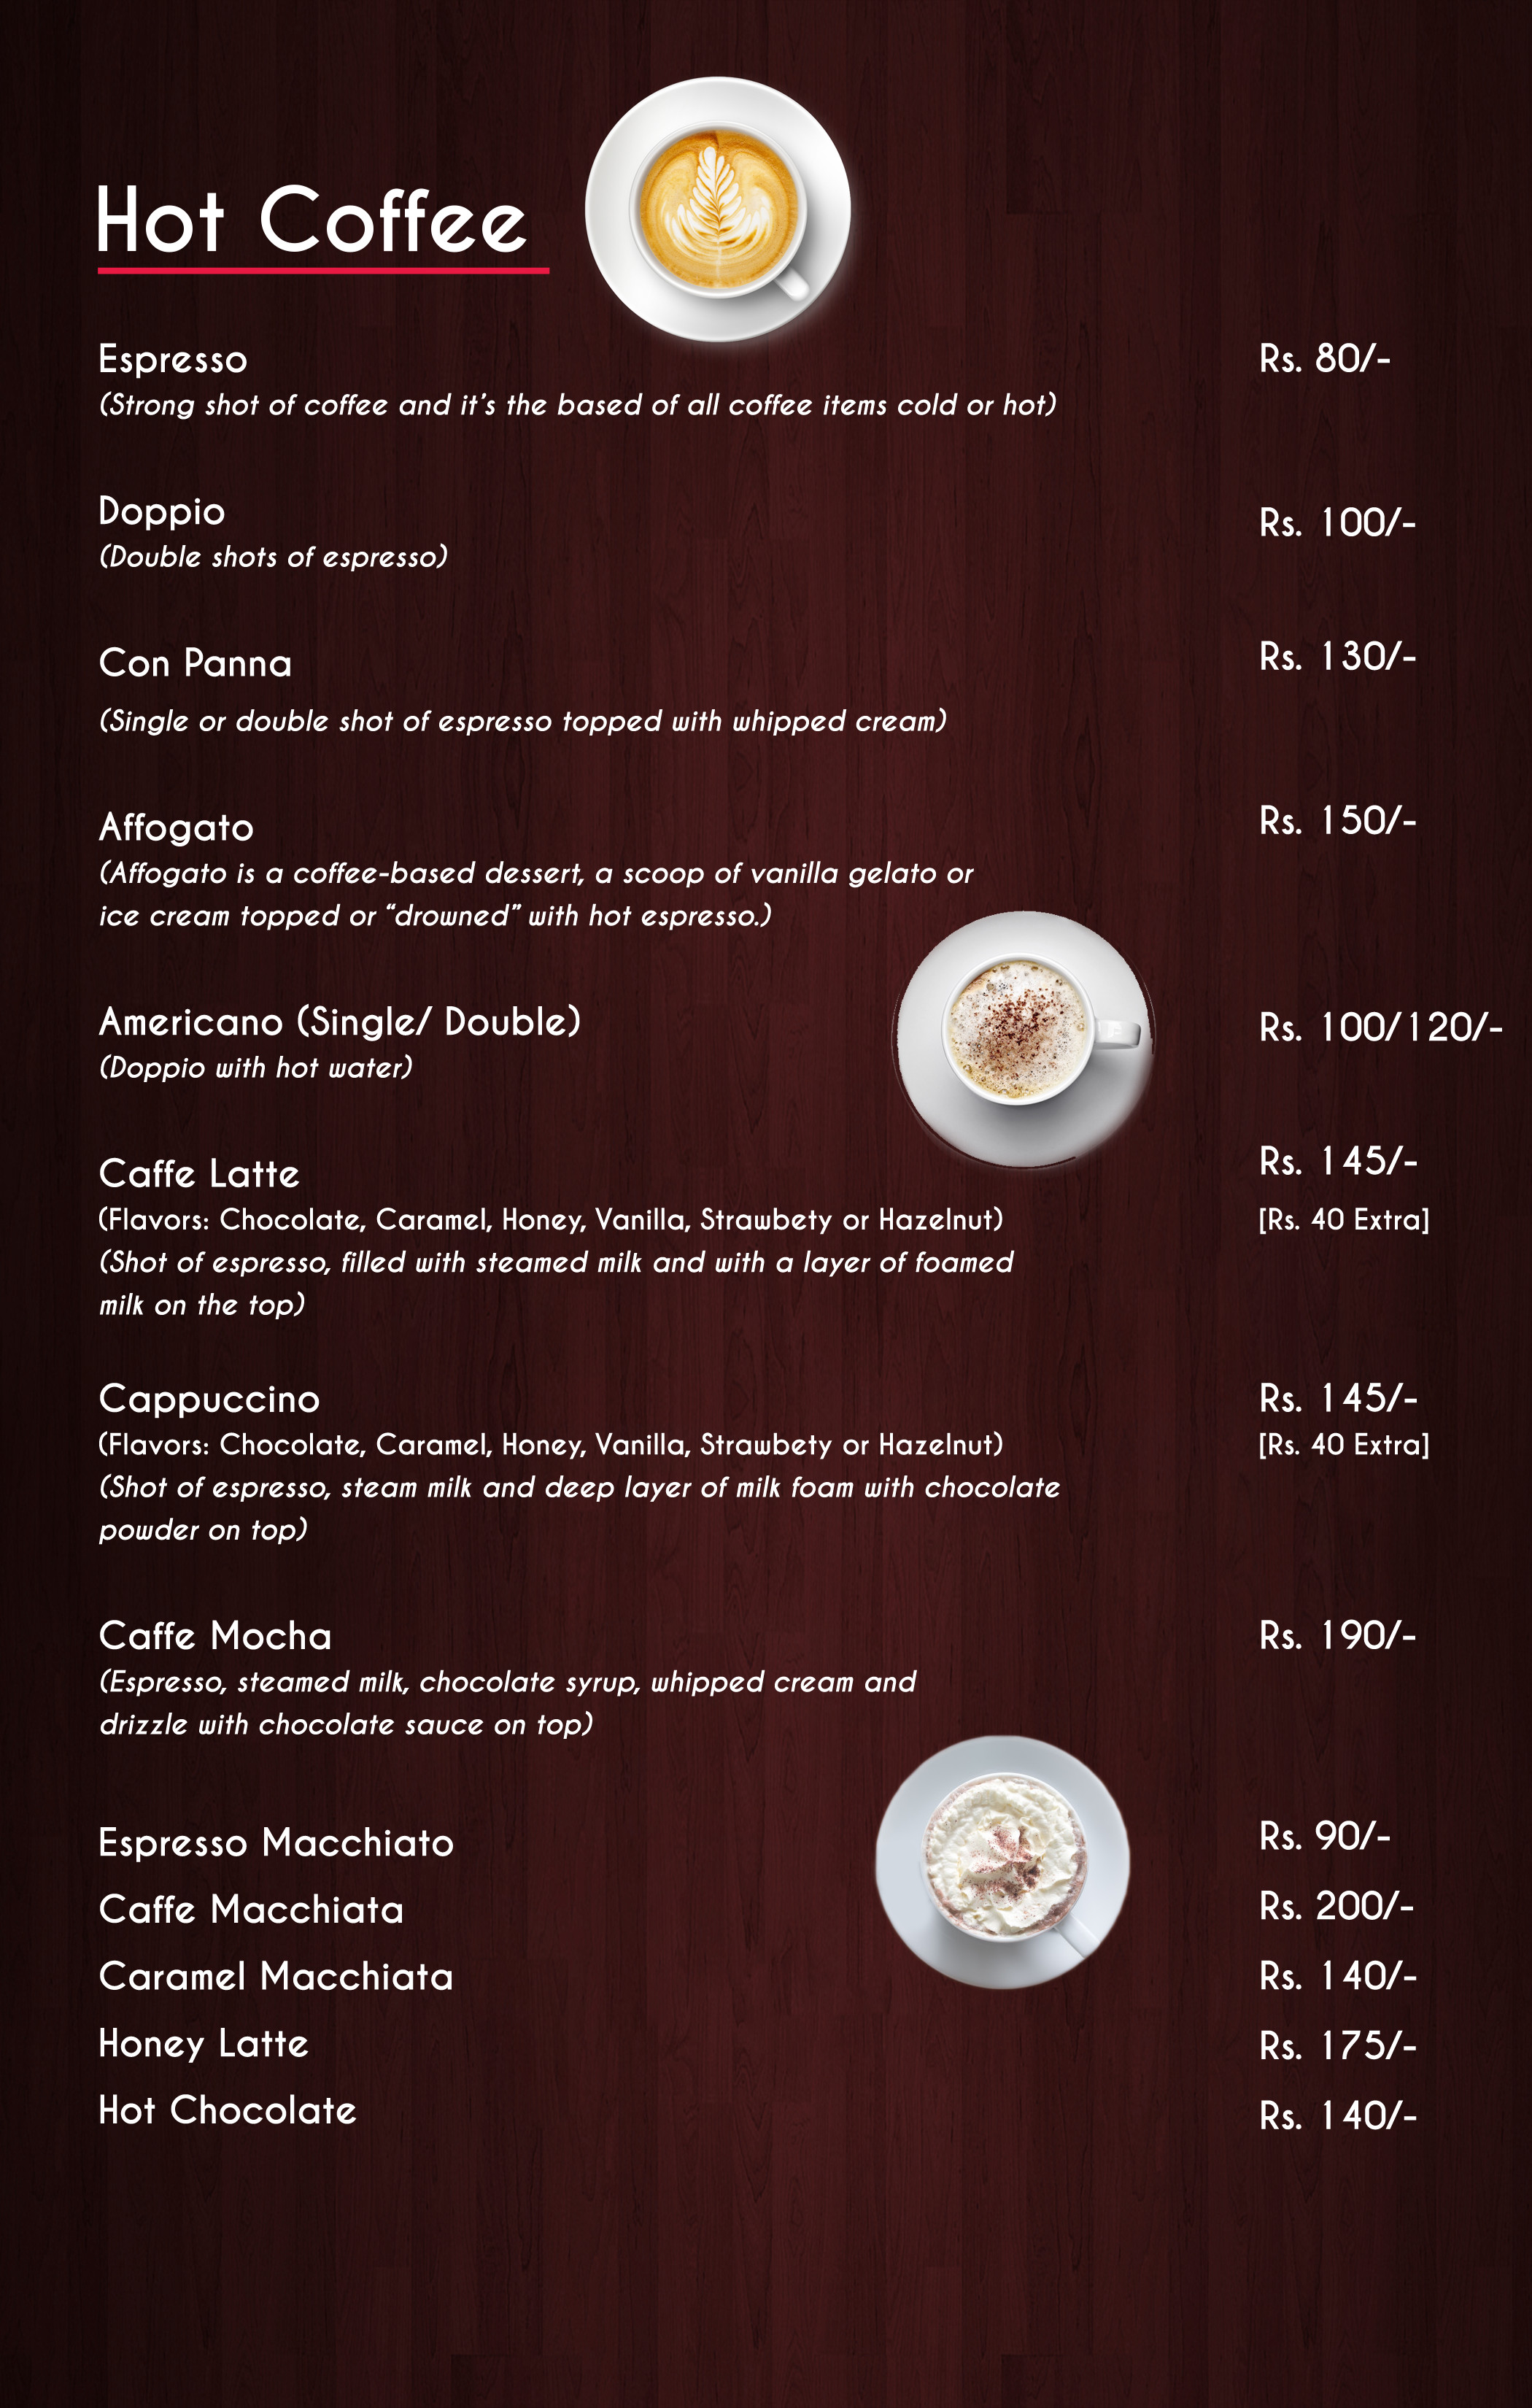 Hot Coffee
Espresso Rs. 80/-
(Strong shot of coffee and it’s the based of all coffee items cold or hot)
Doppio Rs. 100/-
(Double shots of espresso)
Con Panna Rs. 130/-
(Single or double shot of espresso topped with whipped cream)
Affogato Rs. 150/-
(Affogato is a coffee-based dessert, a scoop of vanilla gelato or
ice cream topped or “drowned” with hot espresso.)
Americano (Single/ Double) Rs. 100/120/-
(Doppio with hot water)
Caffe Latte Rs. 145/-
(Flavors: Chocolate, Caramel, Honey, Vanilla, Strawbety or Hazelnut) [Rs. 40 Extra]
(Shot of espresso, filled with steamed milk and with a layer of foamed
milk on the top)
Cappuccino Rs. 145/-
(Flavors: Chocolate, Caramel, Honey, Vanilla, Strawbety or Hazelnut) [Rs. 40 Extra]
(Shot of espresso, steam milk and deep layer of milk foam with chocolate
powder on top)
Caffe Mocha Rs. 190/-
(Espresso, steamed milk, chocolate syrup, whipped cream and
drizzle with chocolate sauce on top)
Espresso Macchiato Rs. 90/-
Caffe Macchiata Rs. 200/-
Caramel Macchiata Rs. 140/-
Honey Latte Rs. 175/-
Hot Chocolate Rs. 140/-